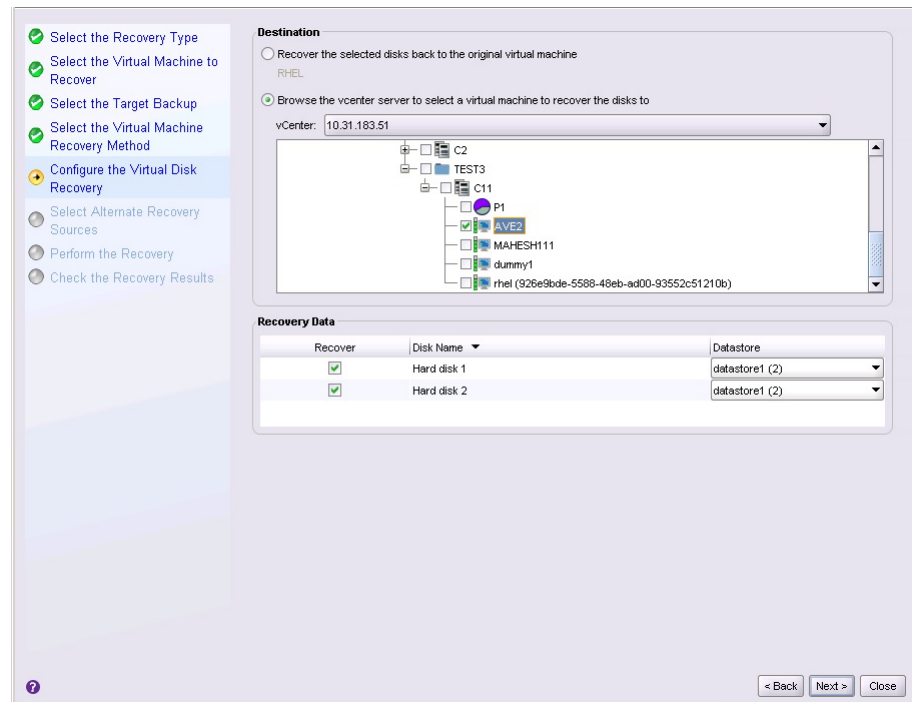 Select the Recovery Type
Select the Virtual Machine to
Recover
Select the Target Backup
Select the Virtual Machine
Recovery Method
Configure the Virtual Disk
Recovery
Select Alternate Recovery
Sources
Perform the Recovery
Check the Recovery Results
Destination
Recover the selected disks back to the original virtual machine
RHEL
Browse the vcenter server to select a virtual machine to recover the disks to
vCenter: 10.31.183.51
C2
TEST3
C11
P1
AVE2
MAHESH111
dummy1
rhel (926e9bde-5588-48eb-ad00-93552c51210b)
Recovery Data
Recover Disk Name Datastore
Hard disk 1 datastore1 (2)
Hard disk 2 datastore1 (2)
?
< Back Next > Close